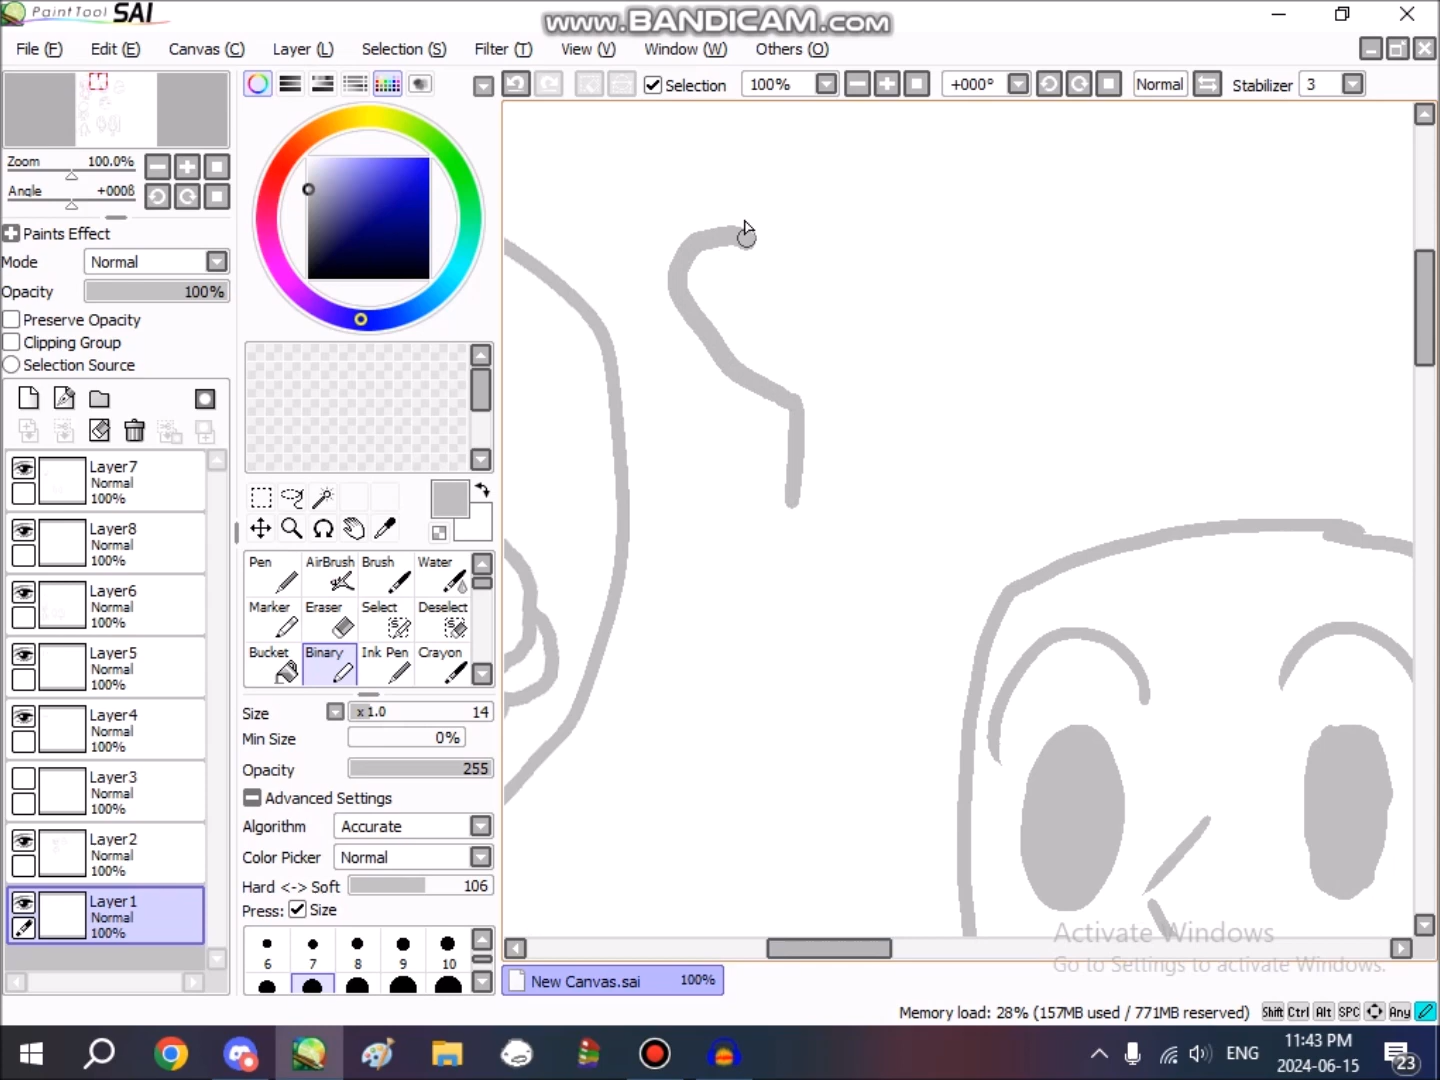 PaintTool SAI
www.BANDICAM.com
File (F) Edit (E) Canvas (C) Layer (L) Selection (S) Filter (T) View (V) Window (W) Others (O)
Selection 100% +000° Normal Stabilizer 3
Zoom 100.0%
Angle +000ß
Paints Effect
Mode Normal
Opacity 100%
Preserve Opacity
Clipping Group
Selection Source
Layer7
Normal
100%
Layer8
Normal
100%
Layer6
Normal
100%
Layer5
Normal
100%
Layer4
Normal
100%
Layer3
Normal
100%
Layer2
Normal
100%
Layer1
Normal
100%
Pen AirBrush Brush Water
Marker Eraser Select Deselect
Bucket Binary Ink Pen Crayon
Size x1.0 14
Min Size 0%
Opacity 255
Advanced Settings
Algorithm Accurate
Color Picker Normal
Hard <-> Soft 106
Press: Size
6 7 8 9 10
Activate Windows
Go to Settings to activate Windows.
New Canvas.sai 100%
Memory load: 28% (157MB used / 771MB reserved) Shift Ctrl Alt SPC Any
ENG
11:43 PM
2024-06-15
23